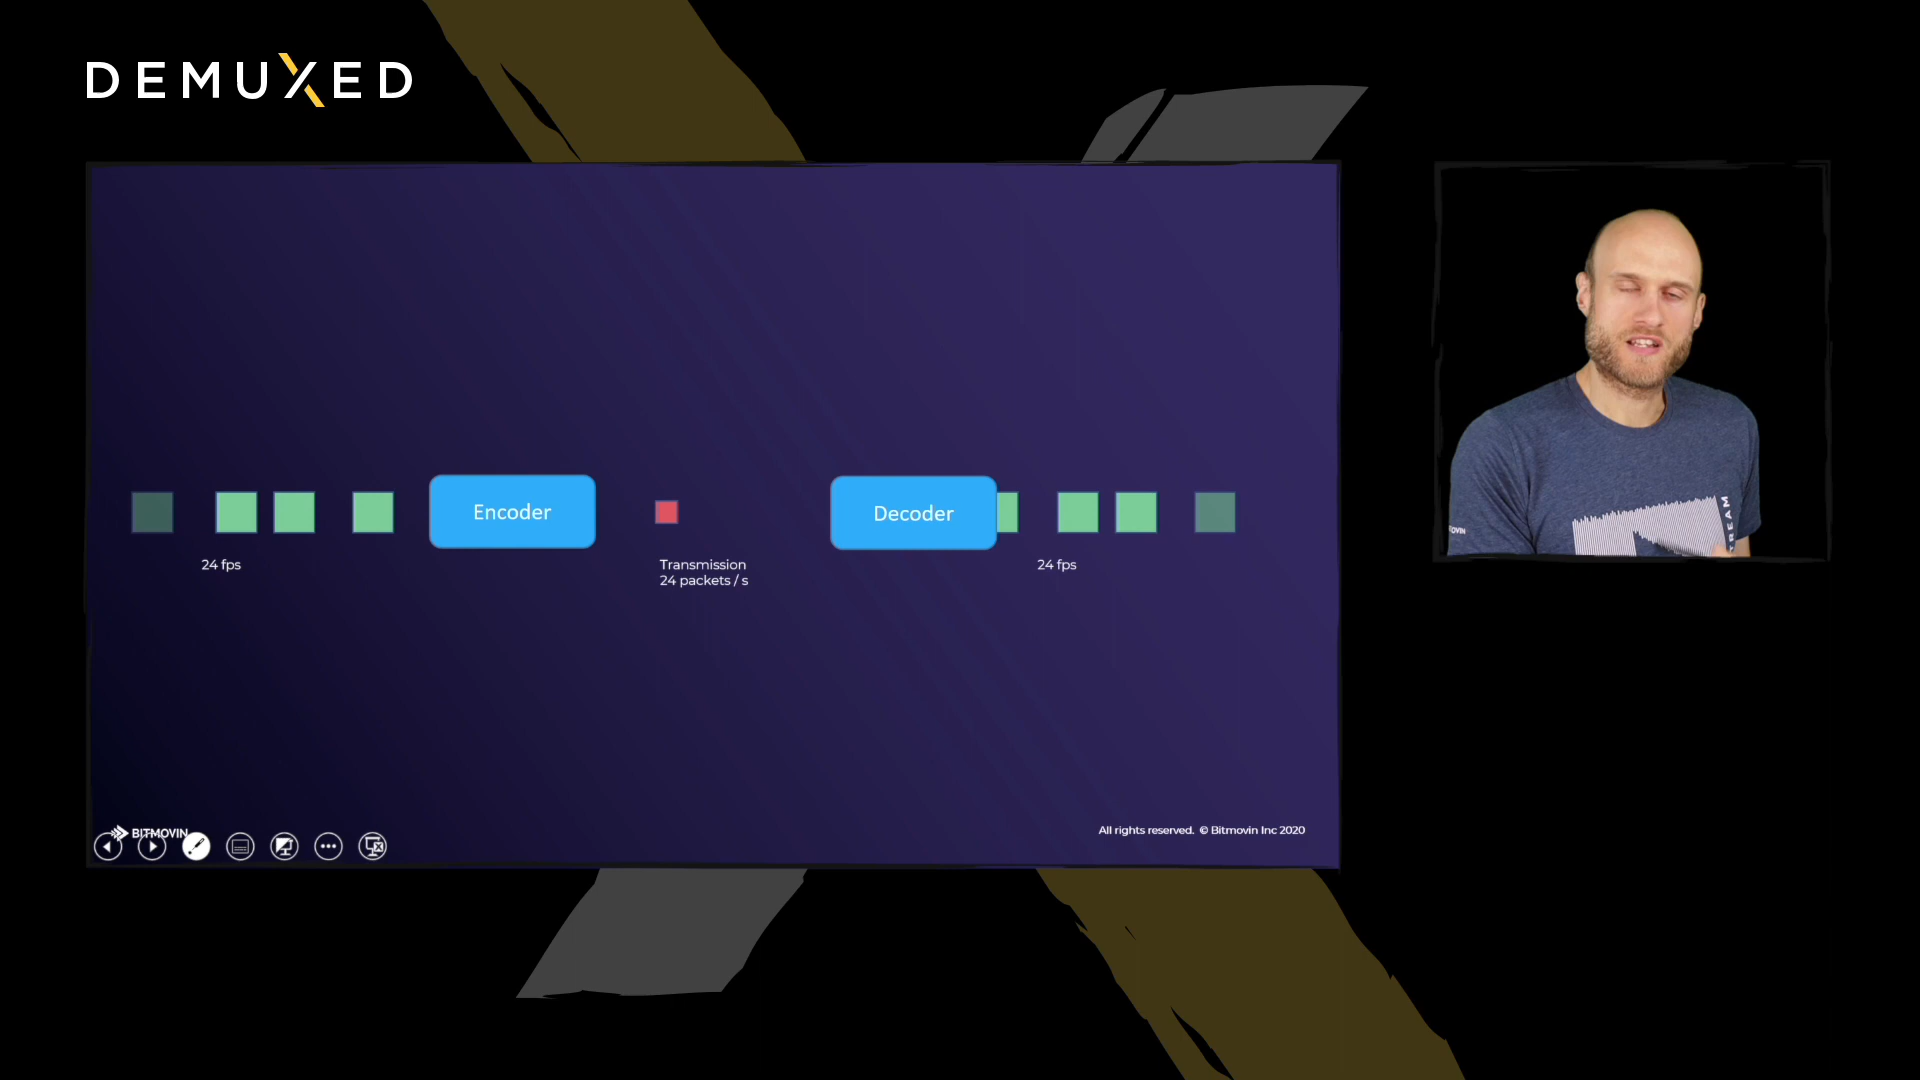 DEMUXED
Encoder
Decoder
24 fps
Transmission
24 packets / s
24 fps
BITMOVIN
All rights reserved. © Bitmovin Inc 2020